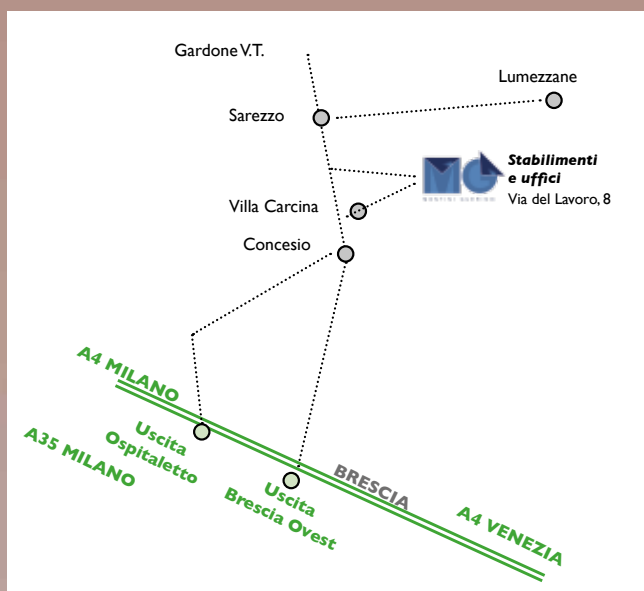 Gardone V.T.
Lumezzane
Sarezzo
MG
Stabilimenti
e uffici
Via del Lavoro, 8
Villa Carcina
Concesio
A4 MILANO
A35 MILANO
Uscita
Ospitaletto
Uscita
Brescia Ovest
BRESCIA
A4 VENEZIA